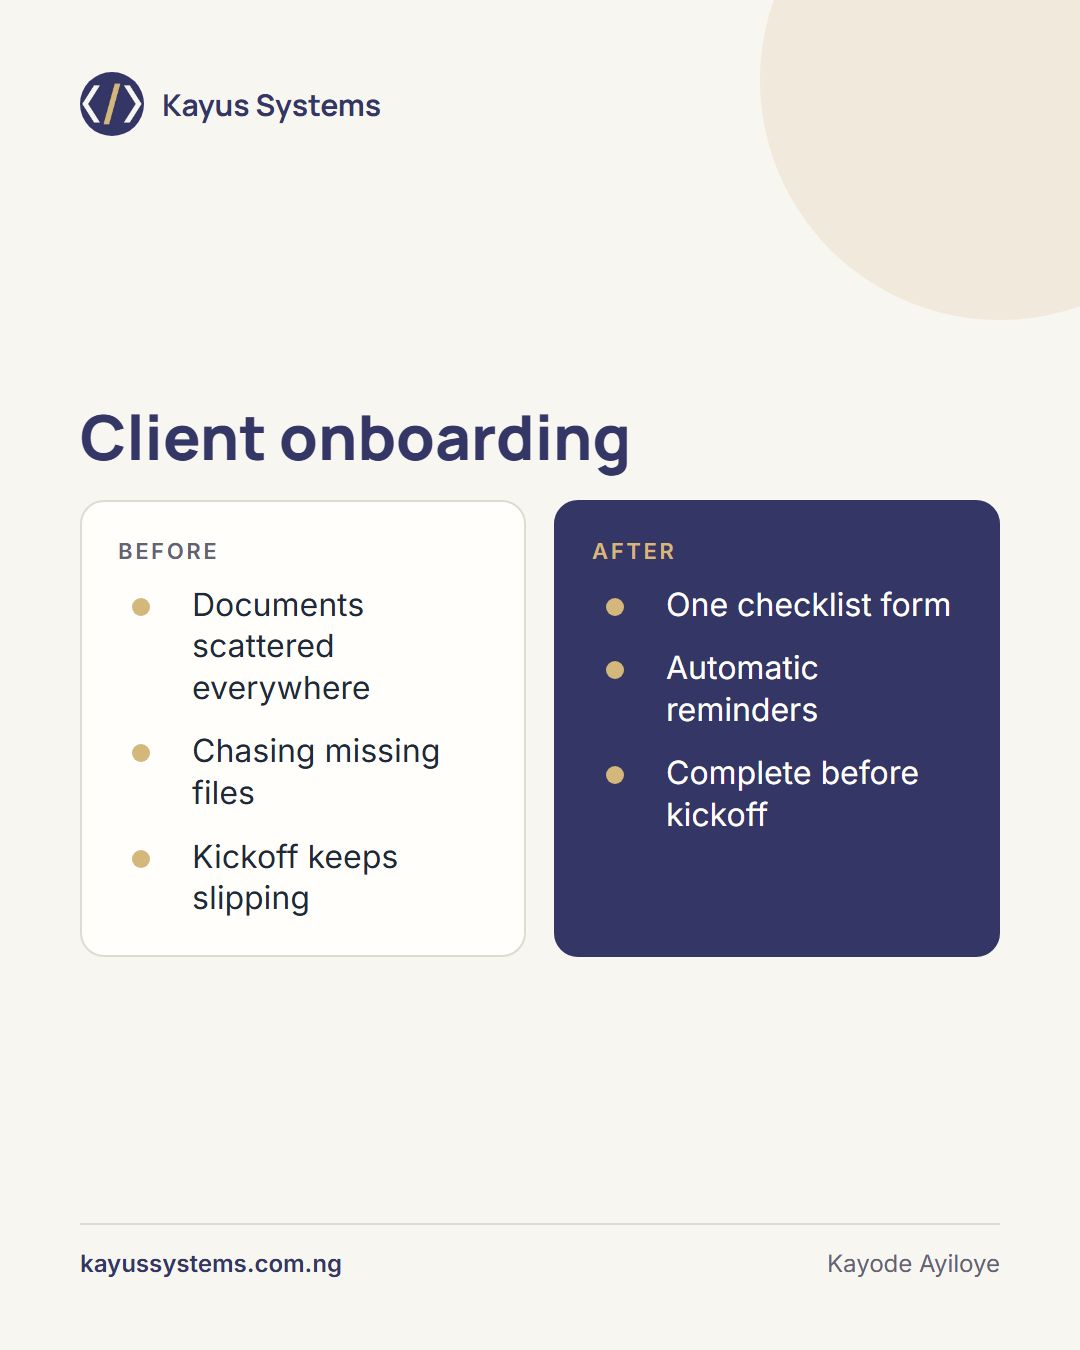 Kayus Systems
Client onboarding
BEFORE
Documents
scattered
everywhere
Chasing missing
files
Kickoff keeps
slipping
AFTER
One checklist form
Automatic
reminders
Complete before
kickoff
kayussystems.com.ng
Kayode Ayiloye